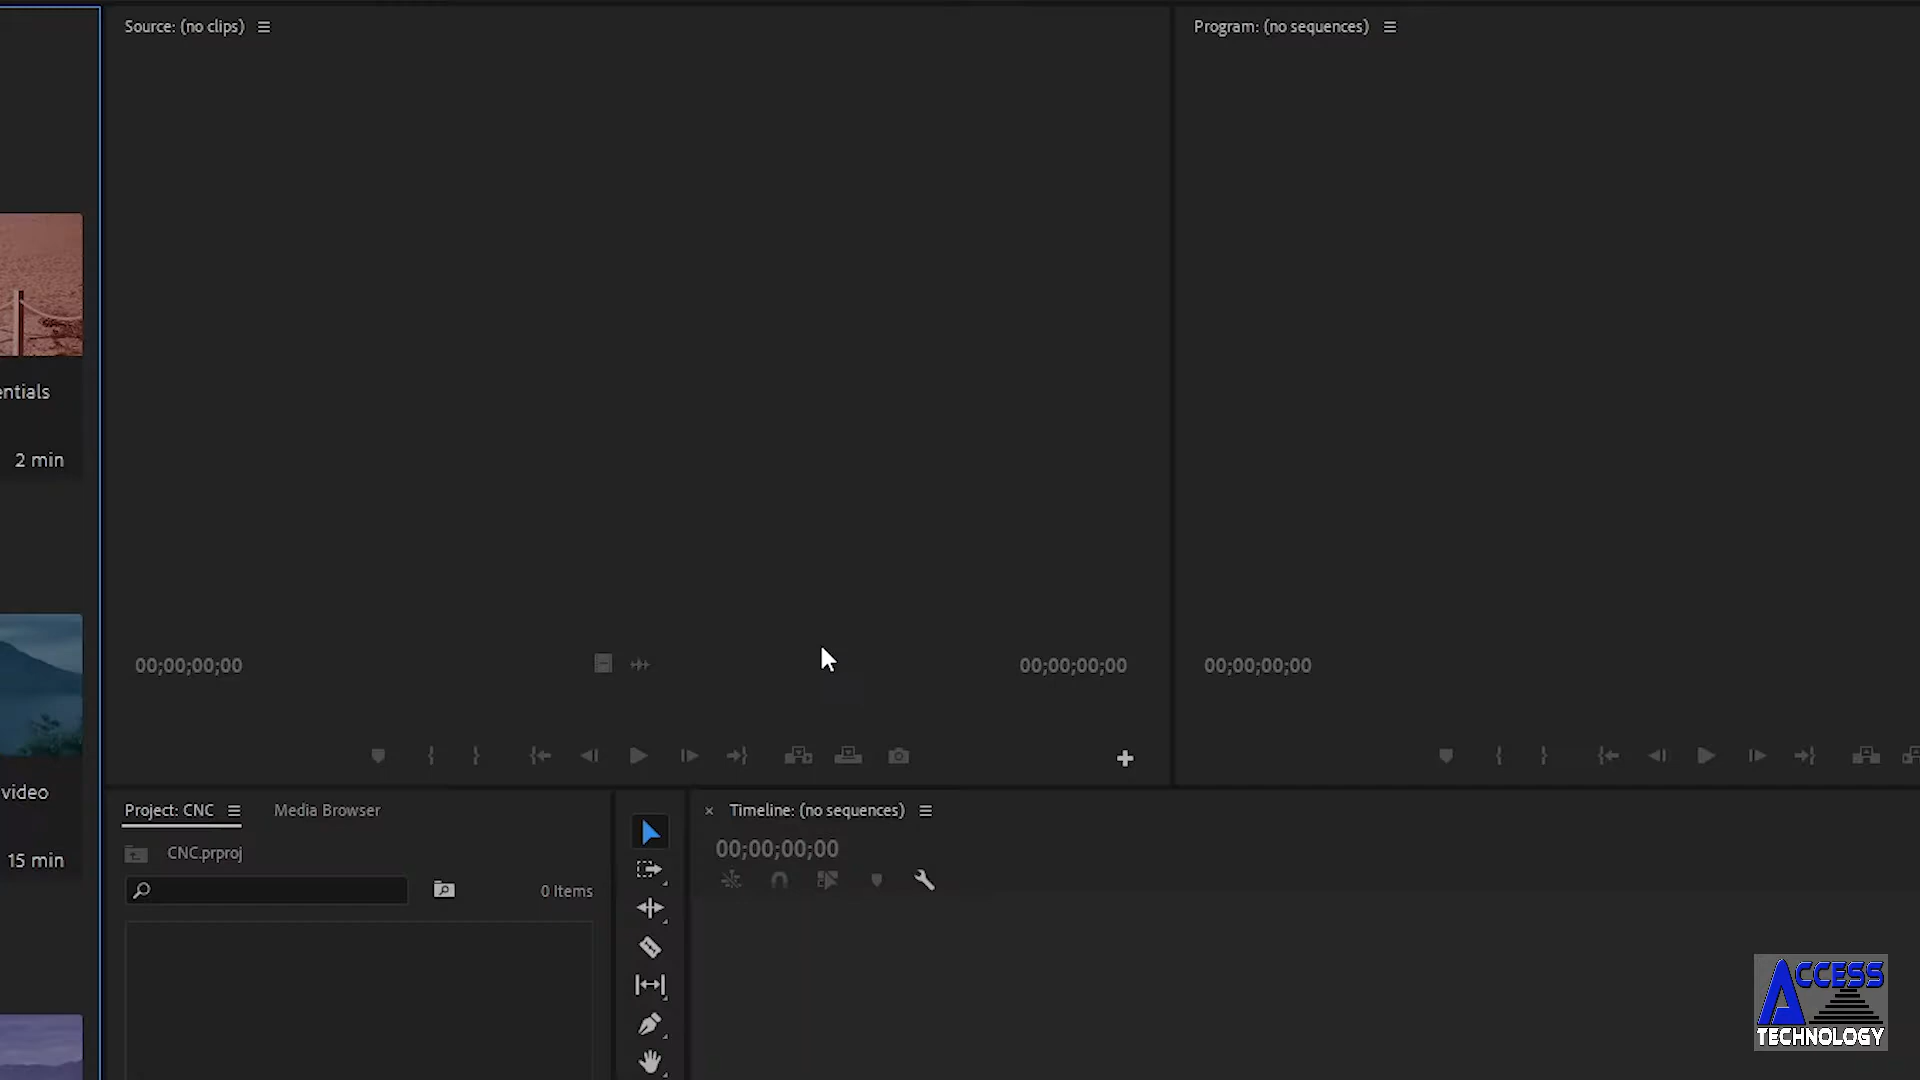 Source: (no clips)
Program: (no sequences)
entials
2 min
00;00;00;00
00;00;00;00
00;00;00;00
video
15 min
Project: CNC
Media Browser
CNC.prproj
0 Items
Timeline: (no sequences)
00;00;00;00
ACCESS
TECHNOLOGY